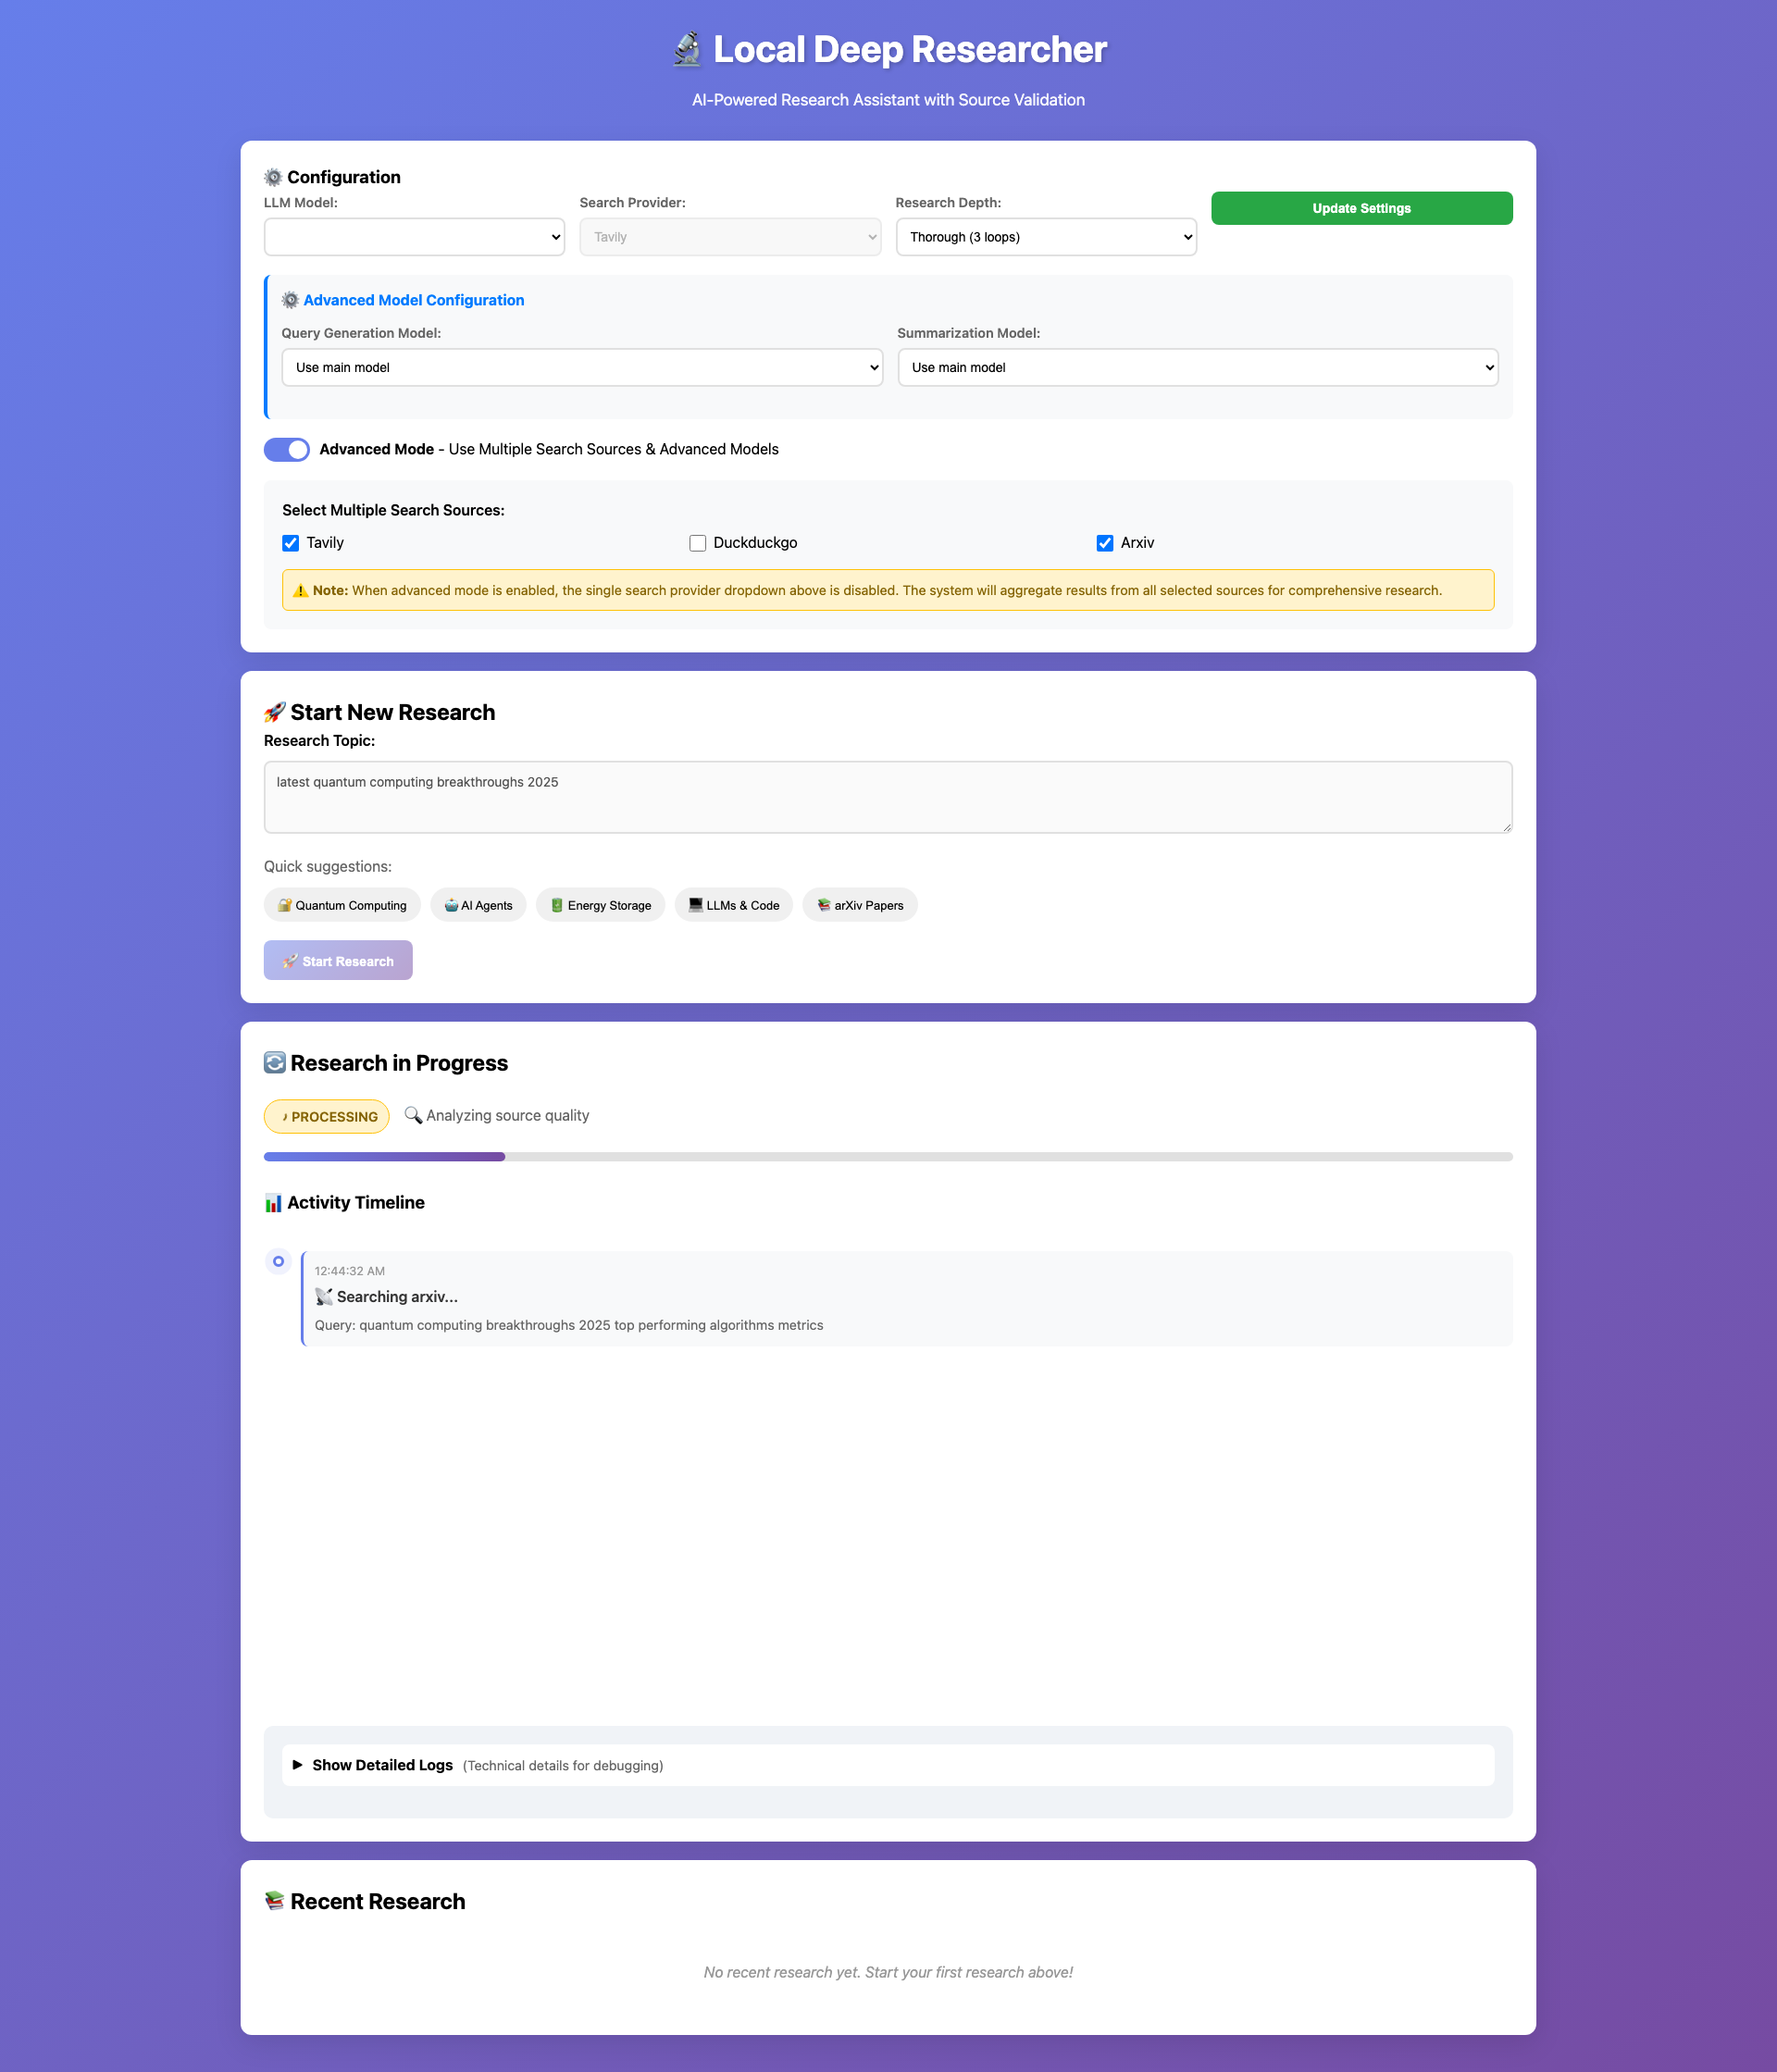 Local Deep Researcher
AI-Powered Research Assistant with Source Validation
Configuration
LLM Model:
Search Provider:
Research Depth:
Update Settings
Tavily
Thorough (3 loops)
Advanced Model Configuration
Query Generation Model:
Summarization Model:
Use main model
Use main model
Advanced Mode - Use Multiple Search Sources & Advanced Models
Select Multiple Search Sources:
Tavily
Duckduckgo
Arxiv
Note: When advanced mode is enabled, the single search provider dropdown above is disabled. The system will aggregate results from all selected sources for comprehensive research.
Start New Research
Research Topic:
latest quantum computing breakthroughs 2025
Quick suggestions:
Quantum Computing
AI Agents
Energy Storage
LLMs & Code
arXiv Papers
Start Research
Research in Progress
PROCESSING
Analyzing source quality
Activity Timeline
12:44:32 AM
Searching arxiv...
Query: quantum computing breakthroughs 2025 top performing algorithms metrics
Show Detailed Logs (Technical details for debugging)
Recent Research
No recent research yet. Start your first research above!